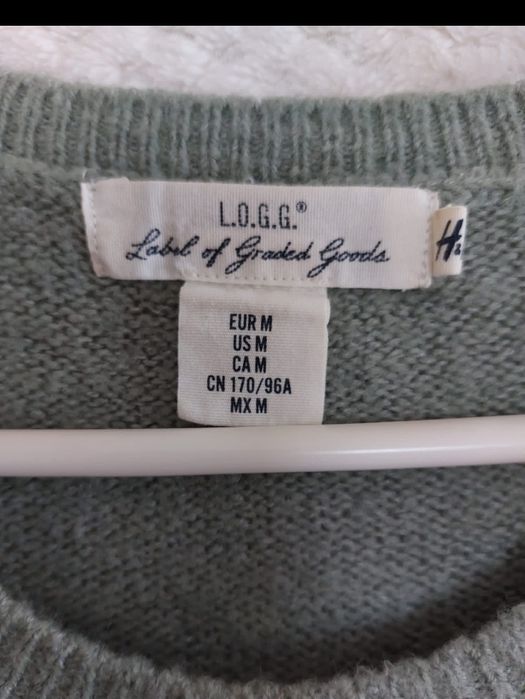 L.O.G.G.®
Label of Graded Goods
H&
EUR M
US M
CA M
CN 170/96A
MX M